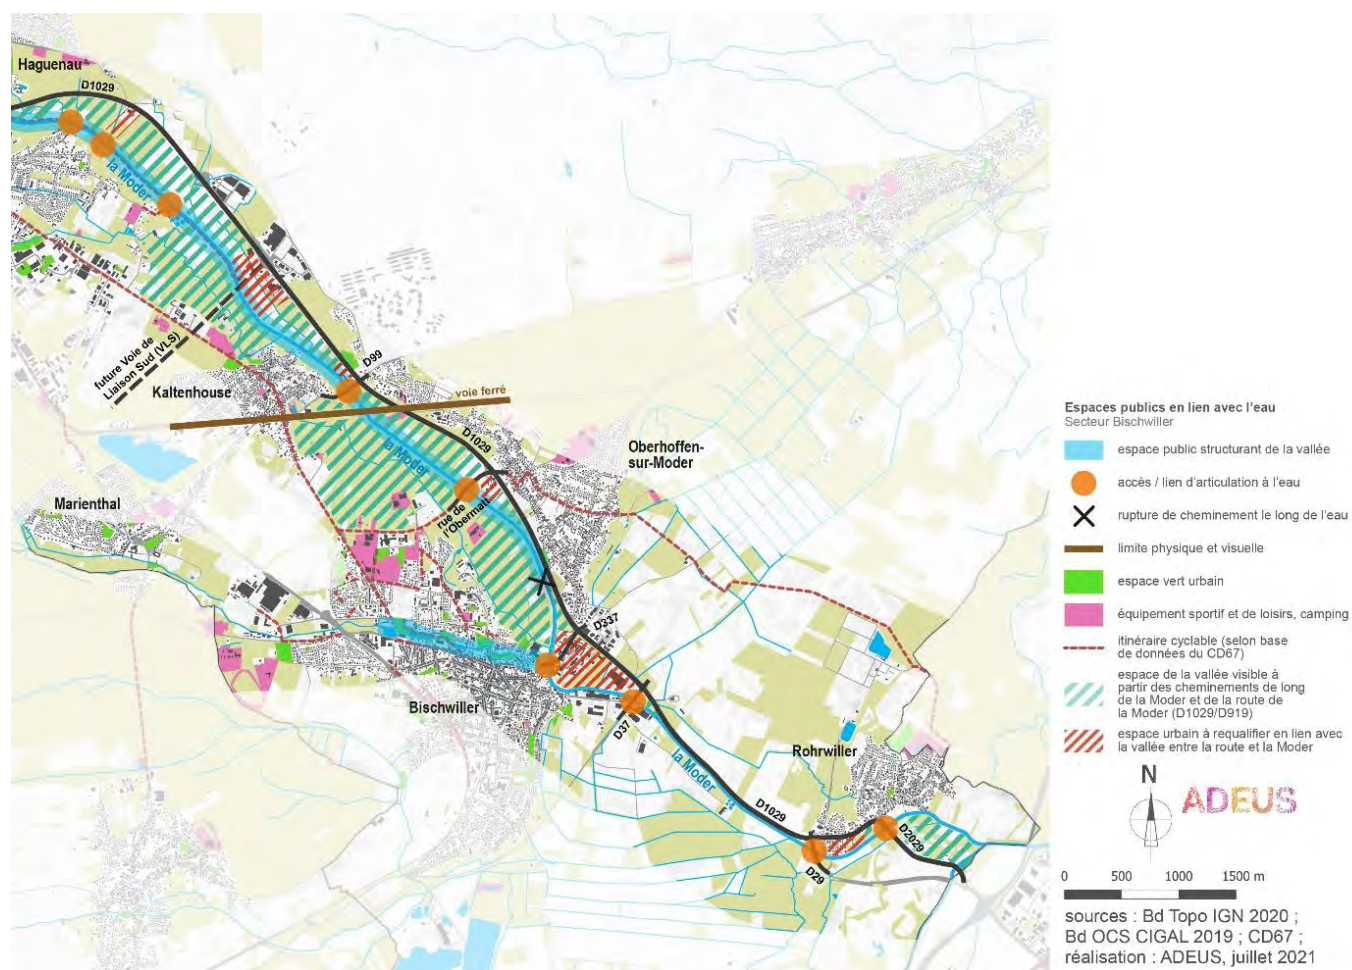 Haguenau
D1029
la Moder
future Voie de
Liaison Sud (VLS)
D99
Kaltenhouse
voie ferré
D1029
la Moder
Oberhoffen-
sur-Moder
Marienthal
rue de
l'Obermatt
D337
Bischwiller
D37
la Moder
Rohrwiller
D1029
D2029
D29
Espaces publics en lien avec l'eau
Secteur Bischwiller
espace public structurant de la vallée
accès / lien d'articulation à l'eau
rupture de cheminement le long de l'eau
limite physique et visuelle
espace vert urbain
équipement sportif et de loisirs, camping
itinéraire cyclable (selon base
de données du CD67)
espace de la vallée visible à
partir des cheminements de long
de la Moder et de la route de
la Moder (D1029/D919)
espace urbain à requalifier en lien avec
la vallée entre la route et la Moder
N
ADEUS
0 500 1000 1500 m
sources : Bd Topo IGN 2020 ;
Bd OCS CIGAL 2019 ; CD67 ;
réalisation : ADEUS, juillet 2021